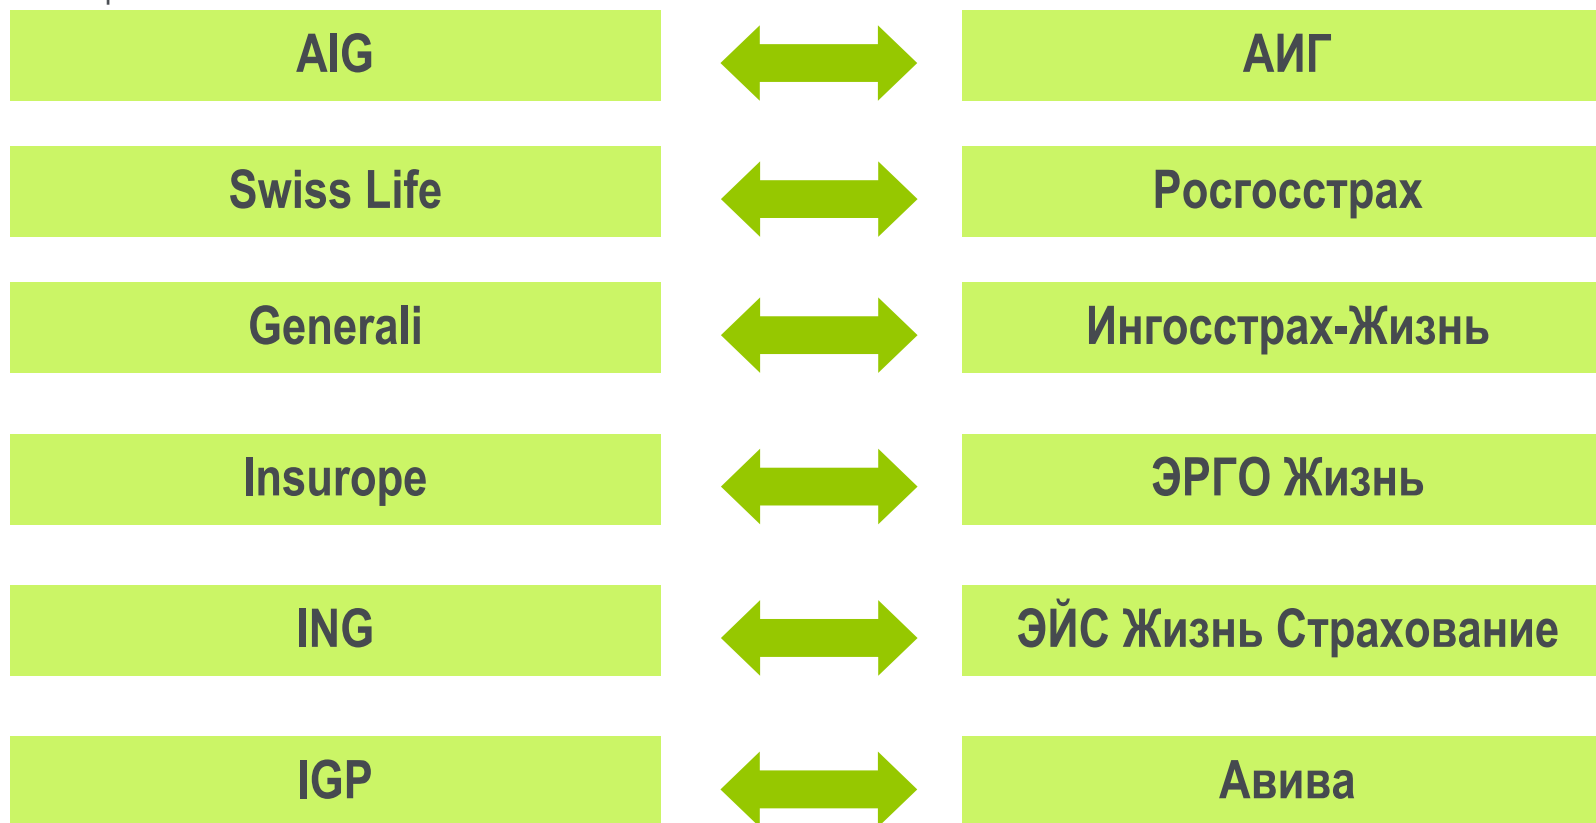 AIG
АИГ
Swiss Life
Росгосстрах
Generali
Ингосстрах-Жизнь
Insurope
ЭРГО Жизнь
ING
ЭЙС Жизнь Страхование
IGP
Авива